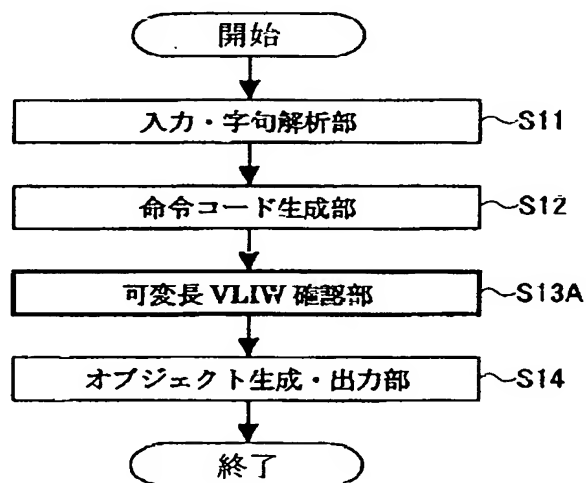 開始
入力・字句解析部 S11
命令コード生成部 S12
可変長 VLIW 確認部 S13A
オブジェクト生成・出力部 S14
終了